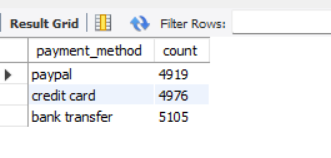 Result Grid Filter Rows:
payment_method count
paypal 4919
credit card 4976
bank transfer 5105